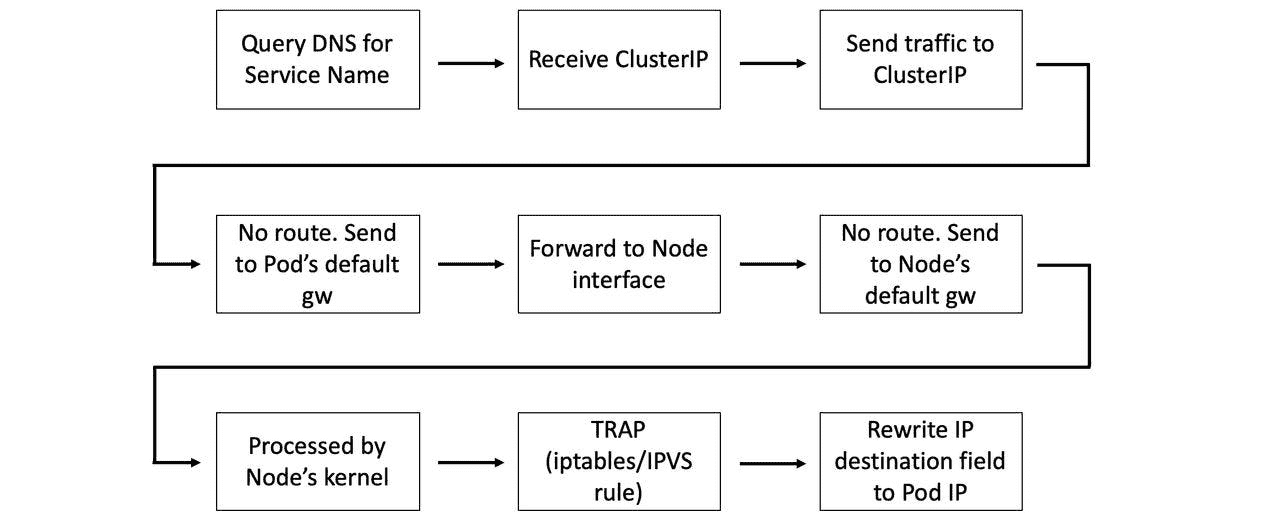 Query DNS for
Service Name
Receive ClusterIP
Send traffic to
ClusterIP
No route. Send
to Pod’s default
gw
Forward to Node
interface
No route. Send
to Node’s
default gw
Processed by
Node’s kernel
TRAP
(iptables/IPVS
rule)
Rewrite IP
destination field
to Pod IP